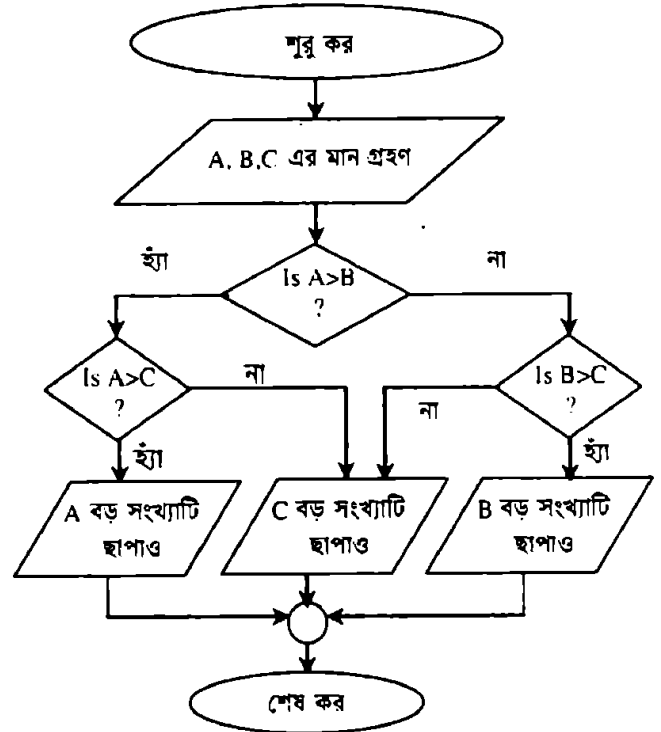 শুরু কর
A, B,C এর মান গ্রহণ
হ্যাঁ
Is A>B
?
না
Is A>C
?
না
না
Is B>C
?
হ্যাঁ
হ্যাঁ
A বড় সংখ্যাটি
ছাপাও
C বড় সংখ্যাটি
ছাপাও
B বড় সংখ্যাটি
ছাপাও
শেষ কর